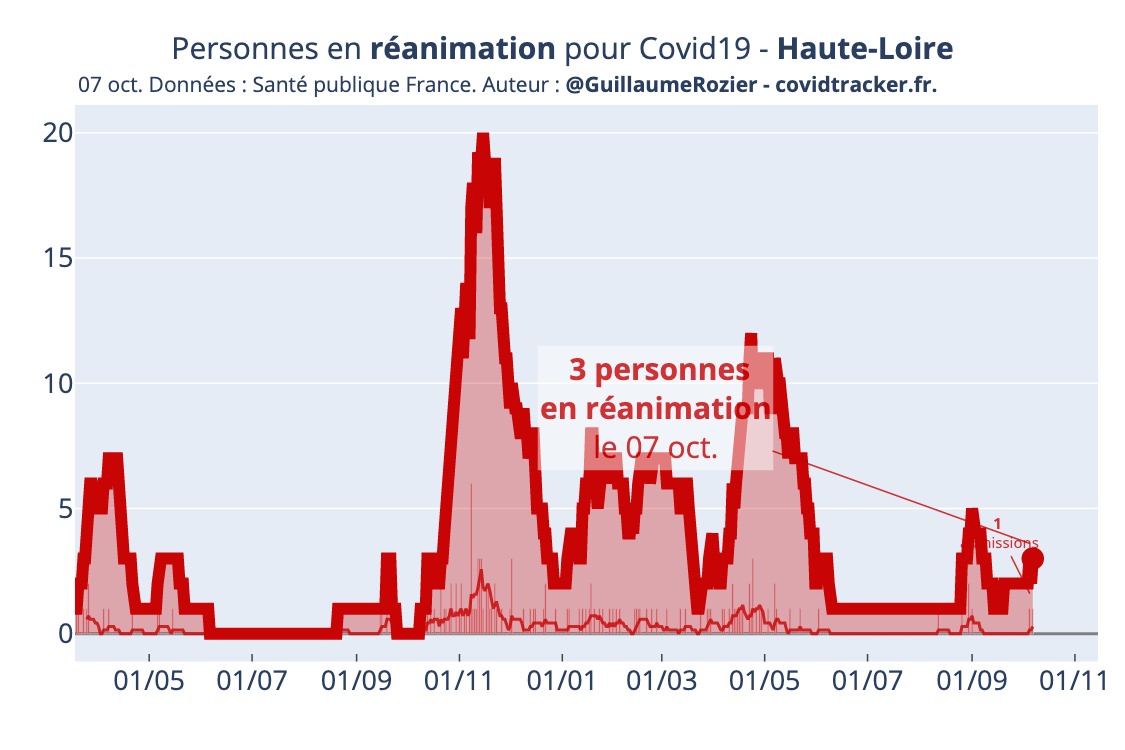 Personnes en réanimation pour Covid19 - Haute-Loire
07 oct. Données : Santé publique France. Auteur : @GuillaumeRozier - covidtracker.fr.
20
15
10
5
0
3 personnes
en réanimation
le 07 oct.
1
admissions
01/05
01/07
01/09
01/11
01/01
01/03
01/05
01/07
01/09
01/11